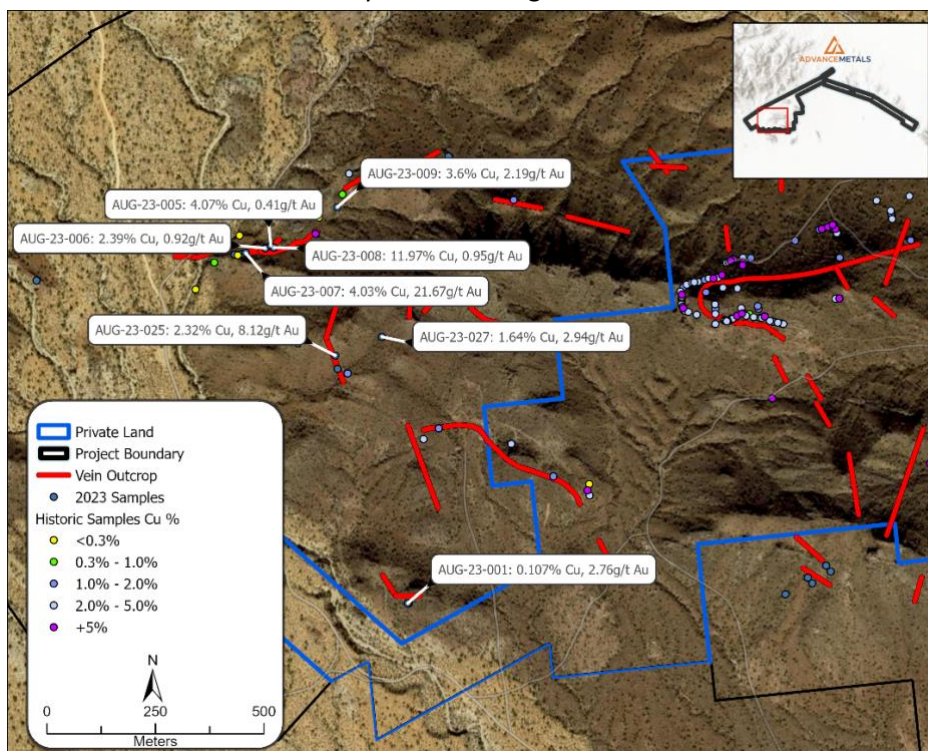 ADVANCEMETALS
AUG-23-009: 3.6% Cu, 2.19g/t Au
AUG-23-005: 4.07% Cu, 0.41g/t Au
AUG-23-006: 2.39% Cu, 0.92g/t Au
AUG-23-008: 11.97% Cu, 0.95g/t Au
AUG-23-007: 4.03% Cu, 21.67g/t Au
AUG-23-025: 2.32% Cu, 8.12g/t Au
AUG-23-027: 1.64% Cu, 2.94g/t Au
AUG-23-001: 0.107% Cu, 2.76g/t Au
Private Land
Project Boundary
Vein Outcrop
2023 Samples
Historic Samples Cu %
<0.3%
0.3% - 1.0%
1.0% - 2.0%
2.0% - 5.0%
+5%
N
0 250 500
Meters